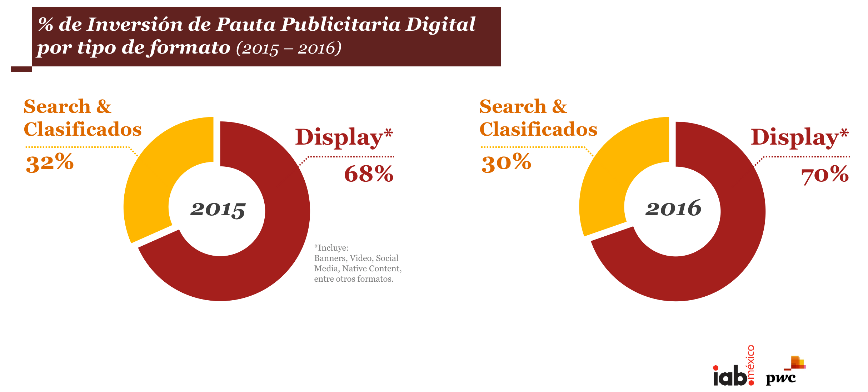 % de Inversión de Pauta Publicitaria Digital
por tipo de formato (2015 – 2016)
Search &
Clasificados
32%
Display*
68%
2015
*Incluye:
Banners, Video, Social
Media, Native Content,
entre otros formatos.
Search &
Clasificados
30%
Display*
70%
2016
iab.
méxico
pwc